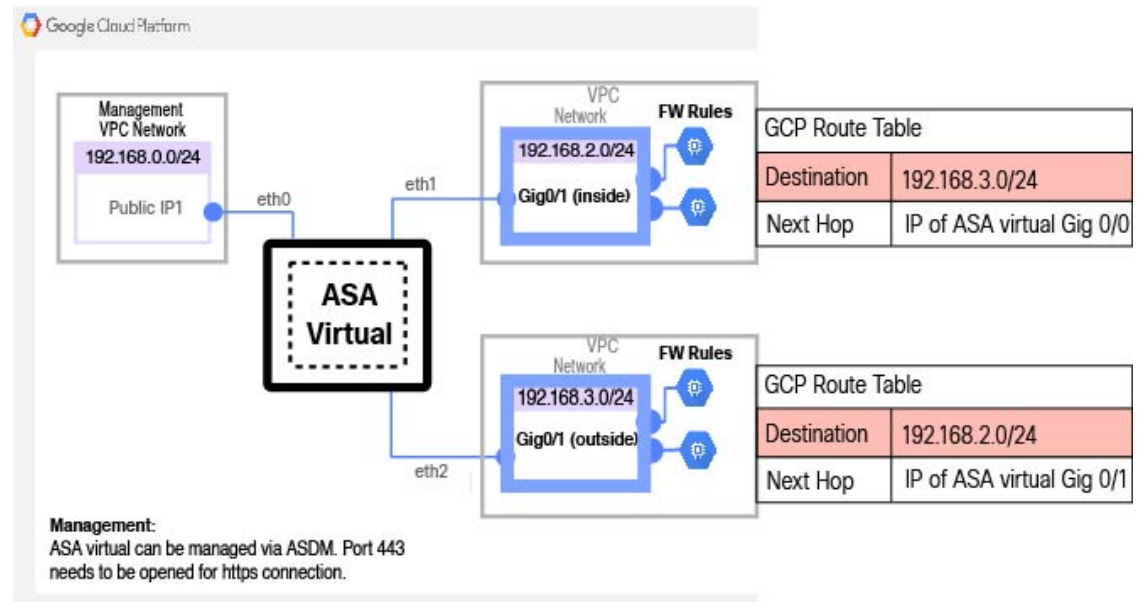 Google Cloud Platform
Management
VPC Network
192.168.0.0/24
Public IP1
eth0
eth1
VPC
Network
FW Rules
192.168.2.0/24
Gig0/1 (inside)
GCP Route Table
Destination 192.168.3.0/24
Next Hop IP of ASA virtual Gig 0/0
ASA
Virtual
eth2
VPC
Network
FW Rules
192.168.3.0/24
Gig0/1 (outside)
GCP Route Table
Destination 192.168.2.0/24
Next Hop IP of ASA virtual Gig 0/1
Management:
ASA virtual can be managed via ASDM. Port 443
needs to be opened for https connection.